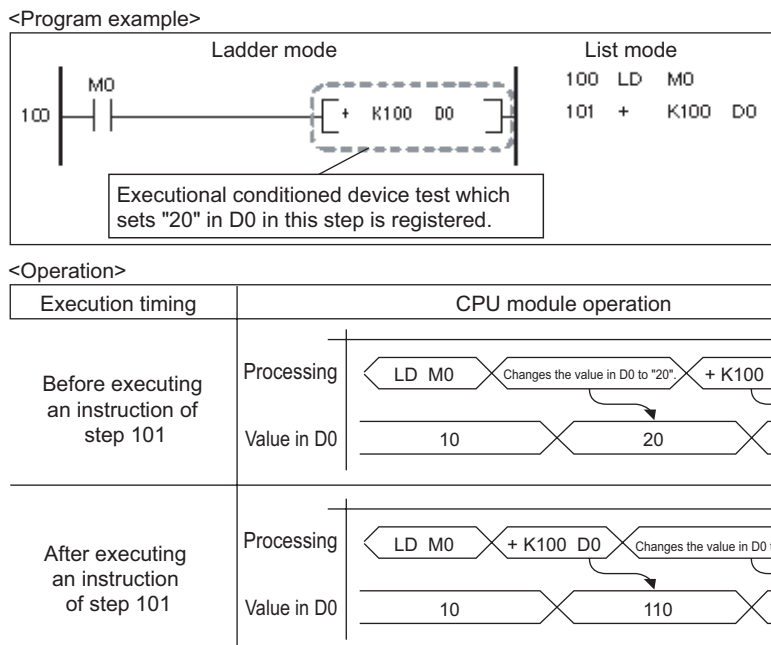 <Program example>
Ladder mode
List mode
M0
100
+ K100 D0
100 LD M0
101 + K100 D0
Executional conditioned device test which
sets "20" in D0 in this step is registered.
<Operation>
Execution timing
CPU module operation
Before executing
an instruction of
step 101
Processing
LD M0
Changes the value in D0 to "20".
+ K100
Value in D0
10
20
After executing
an instruction
of step 101
Processing
LD M0
+ K100 D0
Changes the value in D0
Value in D0
10
110